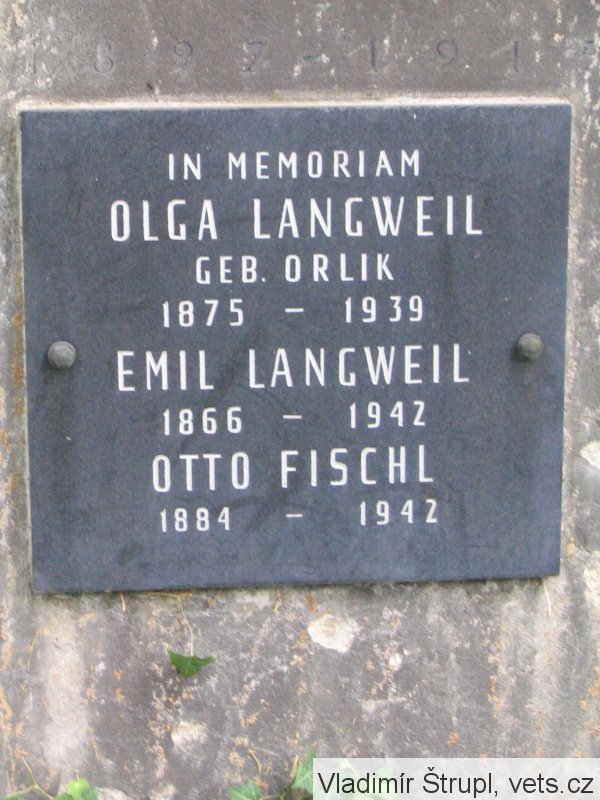 IN MEMORIAM
OLGA LANGWEIL
GEB. ORLIK
1875 – 1939
EMIL LANGWEIL
1866 – 1942
OTTO FISCHL
1884 – 1942
Vladimír Štrupl, vets.cz